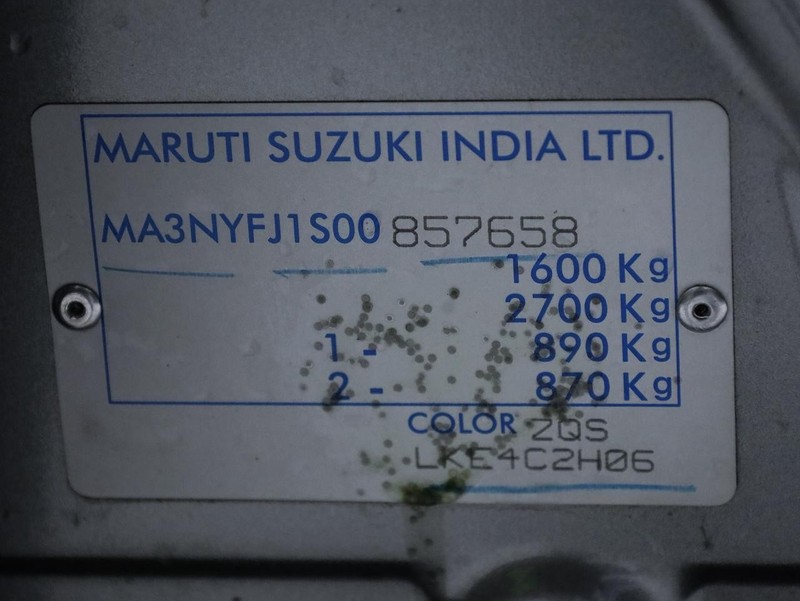 MARUTI SUZUKI INDIA LTD.
MA3NYFJ1S00 857658
1600 Kg
2700 Kg
1 - 890 Kg
2 - 870 Kg
COLOR ZQS
LKE4C2H06